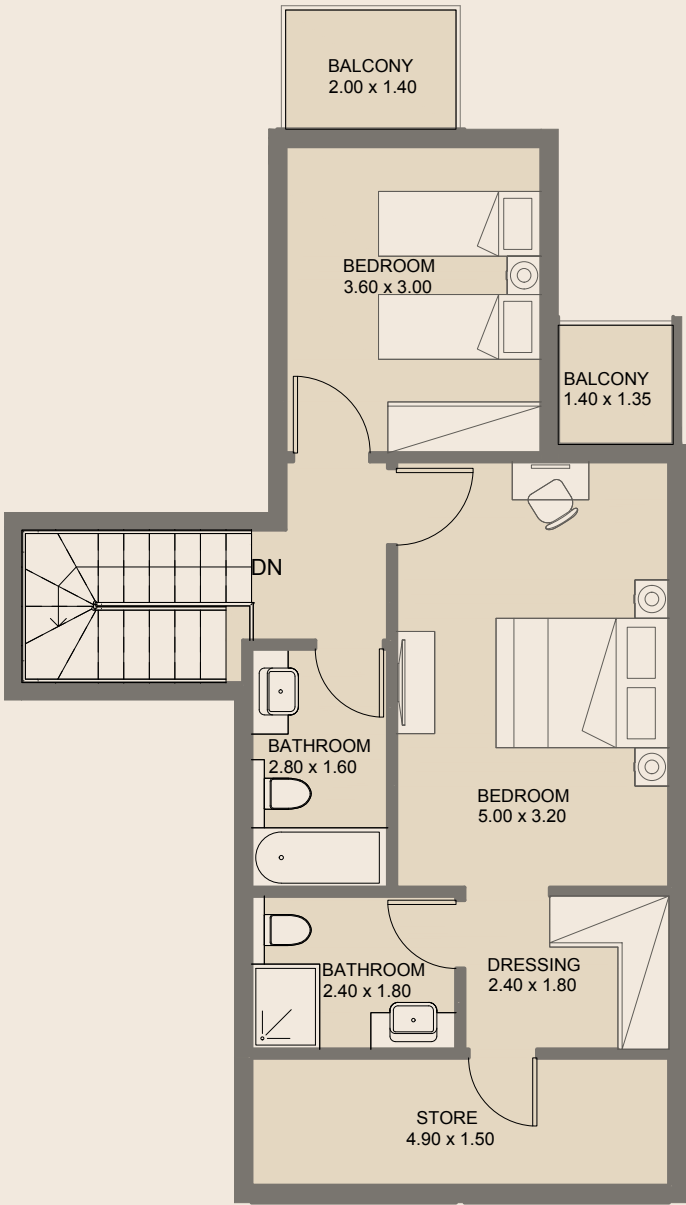 BALCONY
2.00 x 1.40
BEDROOM
3.60 x 3.00
BALCONY
1.40 x 1.35
DN
BATHROOM
2.80 x 1.60
BEDROOM
5.00 x 3.20
BATHROOM
2.40 x 1.80
DRESSING
2.40 x 1.80
STORE
4.90 x 1.50